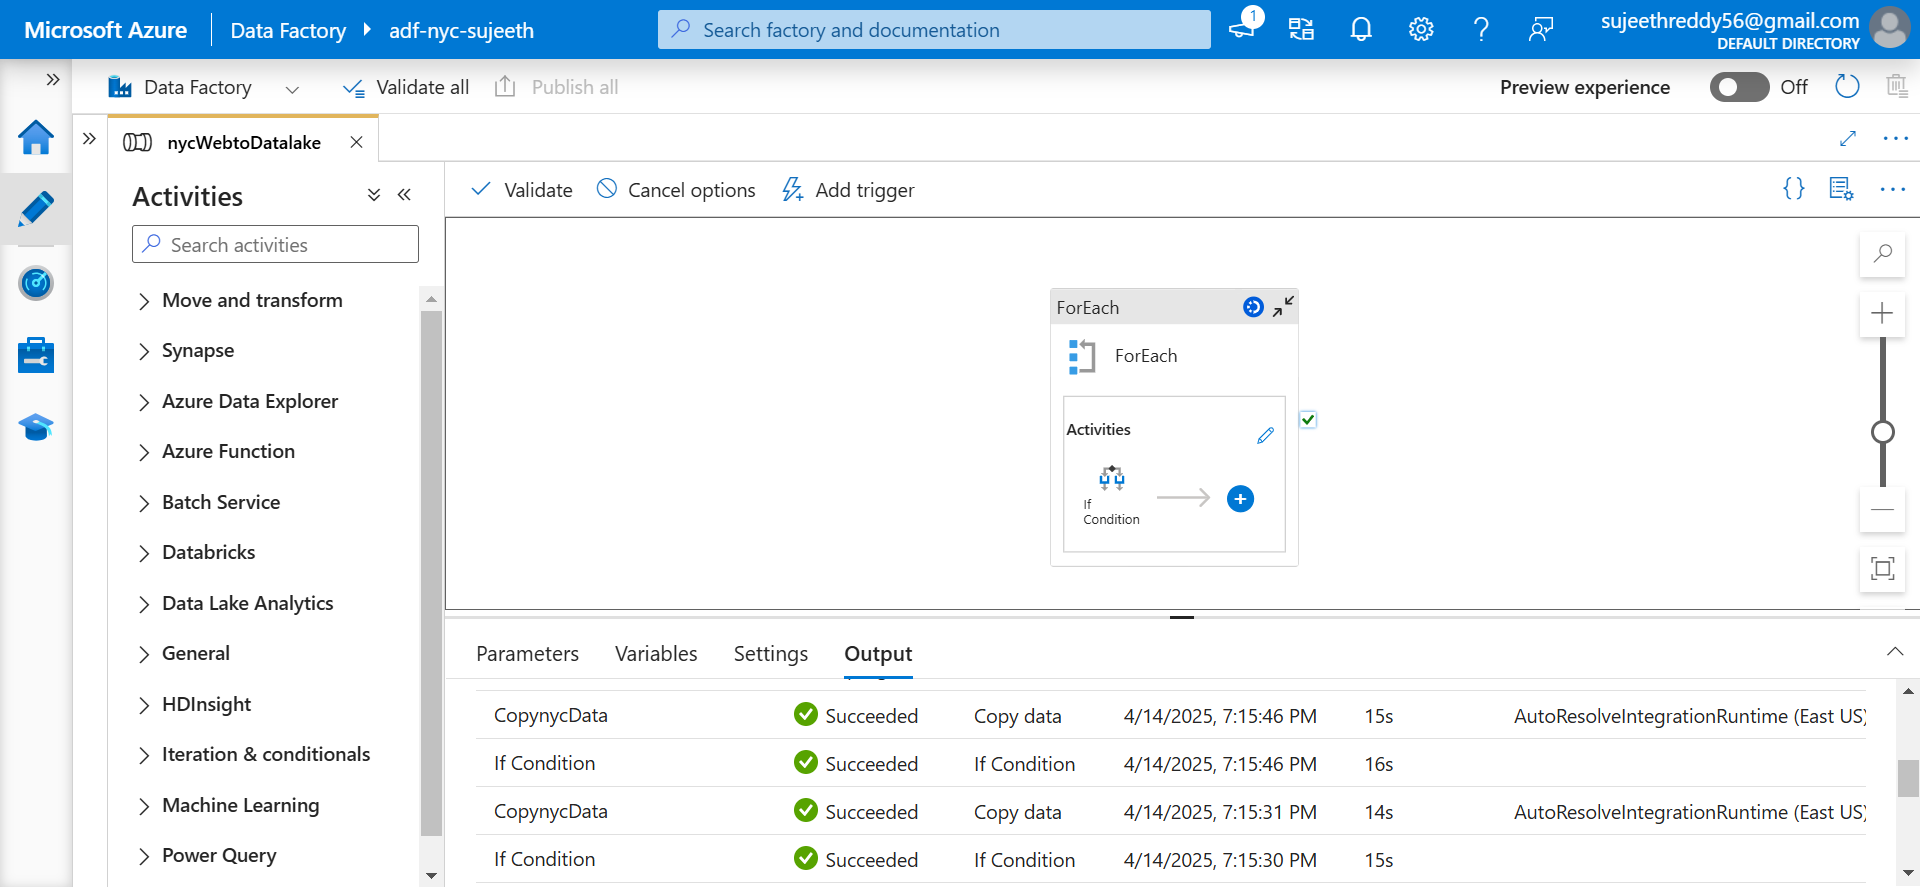 Microsoft Azure
Data Factory
adf-nyc-sujeeth
Search factory and documentation
1
sujeethreddy56@gmail.com
DEFAULT DIRECTORY
Data Factory
Validate all
Publish all
Preview experience
Off
nycWebtoDatalake
Activities
Search activities
Move and transform
Synapse
Azure Data Explorer
Azure Function
Batch Service
Databricks
Data Lake Analytics
General
HDInsight
Iteration & conditionals
Machine Learning
Power Query
Validate
Cancel options
Add trigger
ForEach
ForEach
Activities
If
Condition
Parameters
Variables
Settings
Output
CopynycData Succeeded Copy data 4/14/2025, 7:15:46 PM 15s AutoResolveIntegrationRuntime (East US)
If Condition Succeeded If Condition 4/14/2025, 7:15:46 PM 16s
CopynycData Succeeded Copy data 4/14/2025, 7:15:31 PM 14s AutoResolveIntegrationRuntime (East US)
If Condition Succeeded If Condition 4/14/2025, 7:15:30 PM 15s